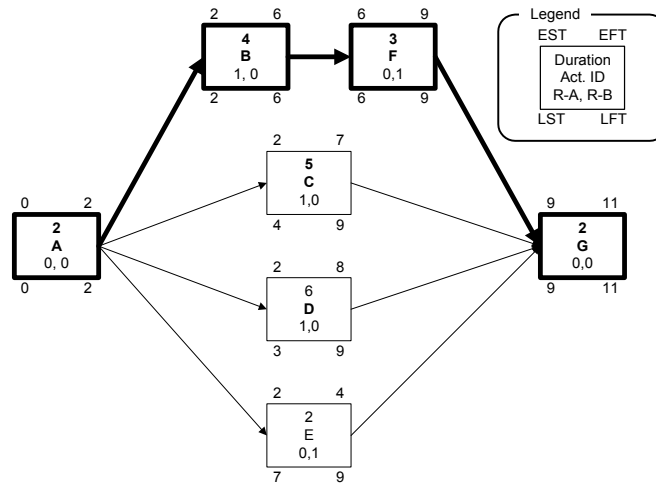 Legend
EST EFT
Duration
Act. ID
R-A, R-B
LST LFT
2 6
4
B
1, 0
2 6
6 9
3
F
0,1
6 9
2 7
5
C
1,0
4 9
0 2
2
A
0, 0
0 2
9 11
2
G
0,0
9 11
2 8
6
D
1,0
3 9
2 4
2
E
0,1
7 9